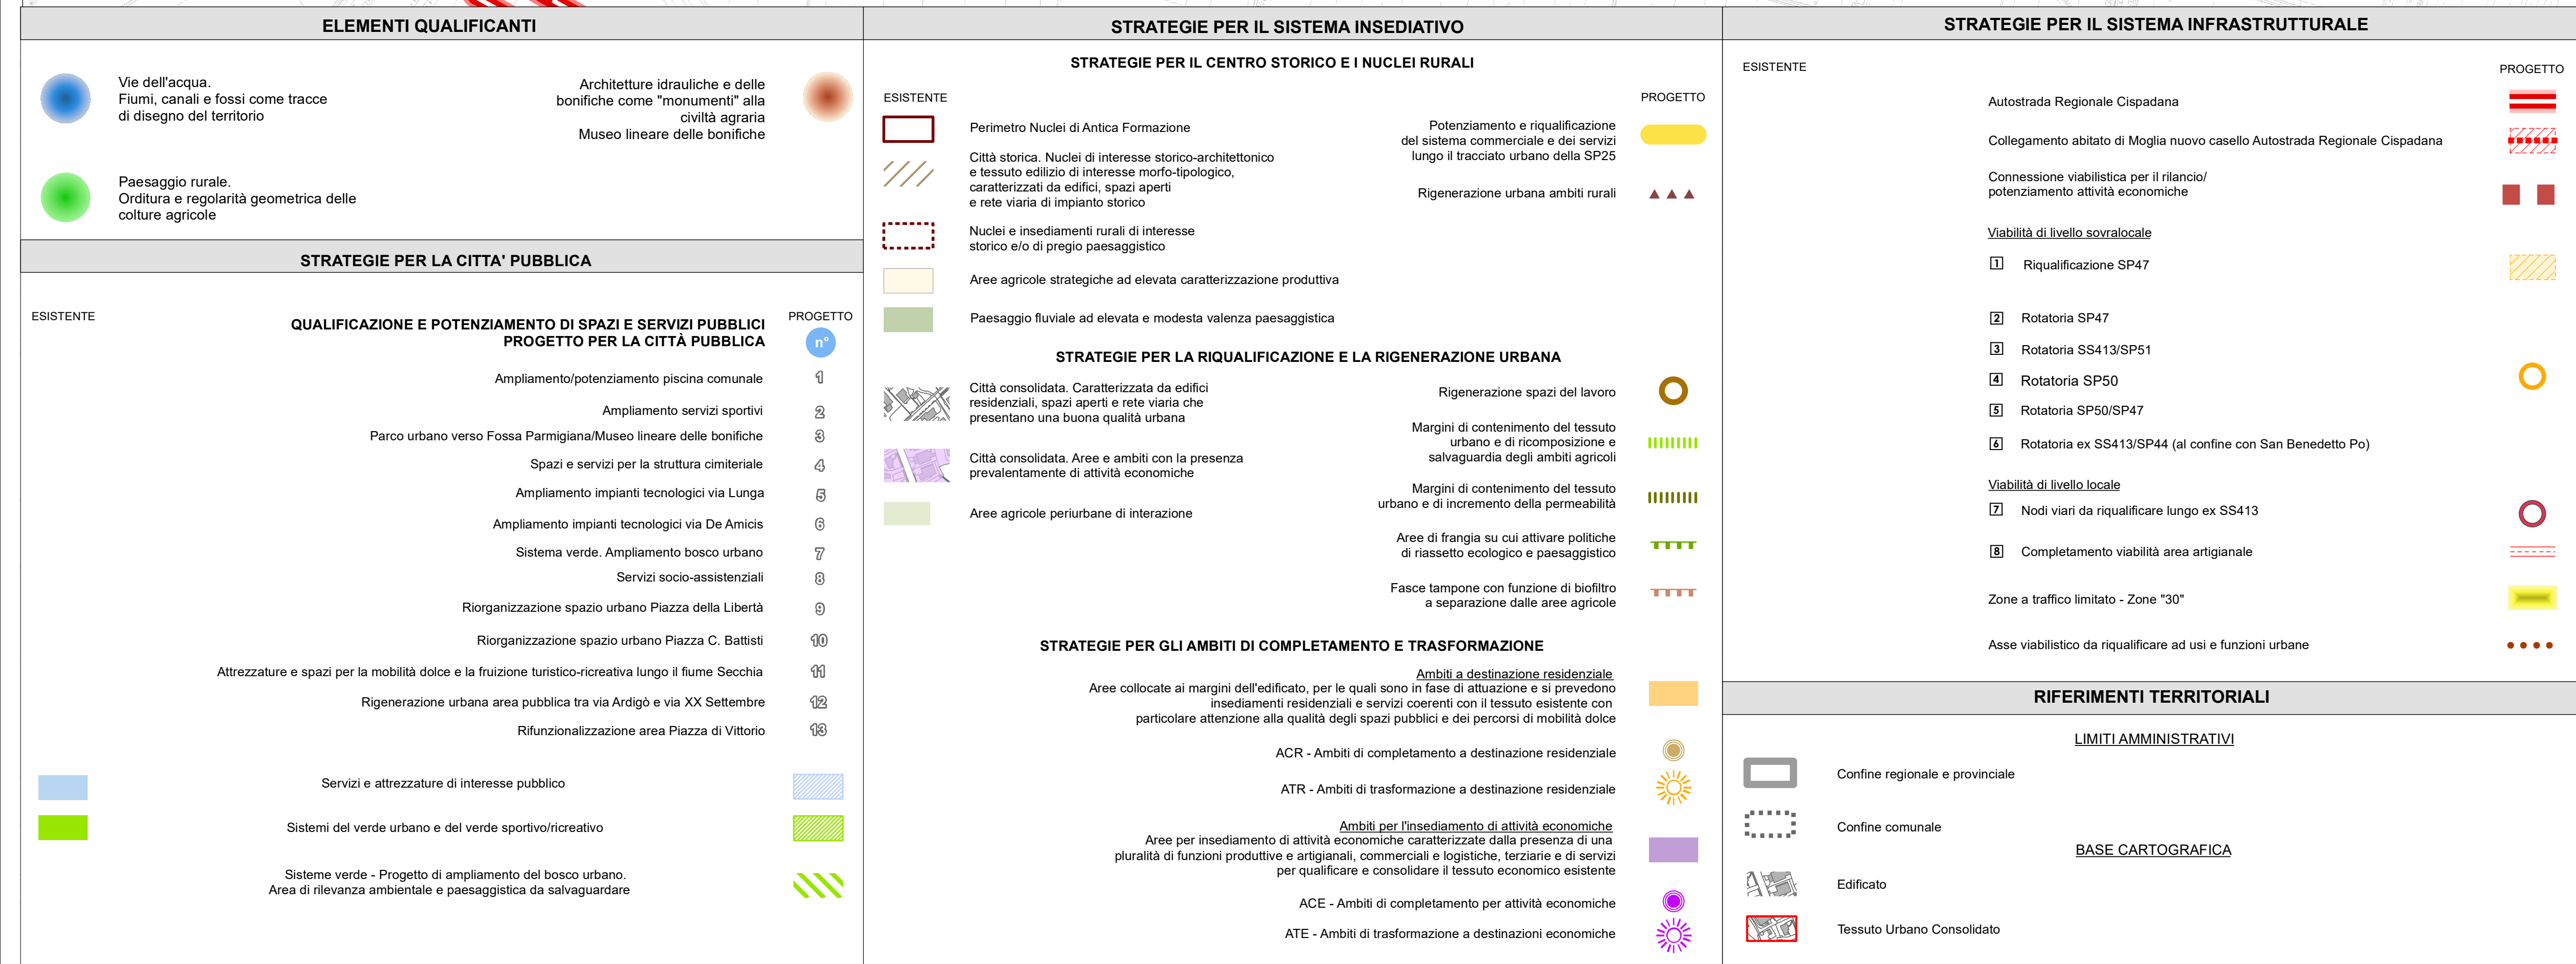 ELEMENTI QUALIFICANTI
Vie dell'acqua.
Fiumi, canali e fossi come tracce
di disegno del territorio
Architetture idrauliche e delle
bonifiche come "monumenti" alla
civiltà agraria
Museo lineare delle bonifiche
Paesaggio rurale.
Orditura e regolarità geometrica delle
colture agricole
STRATEGIE PER LA CITTA' PUBBLICA
ESISTENTE
QUALIFICAZIONE E POTENZIAMENTO DI SPAZI E SERVIZI PUBBLICI
PROGETTO PER LA CITTÀ PUBBLICA
PROGETTO
n°
Ampliamento/potenziamento piscina comunale 1
Ampliamento servizi sportivi 2
Parco urbano verso Fossa Parmigiana/Museo lineare delle bonifiche 3
Spazi e servizi per la struttura cimiteriale 4
Ampliamento impianti tecnologici via Lunga 5
Ampliamento impianti tecnologici via De Amicis 6
Sistema verde. Ampliamento bosco urbano 7
Servizi socio-assistenziali 8
Riorganizzazione spazio urbano Piazza della Libertà 9
Riorganizzazione spazio urbano Piazza C. Battisti 10
Attrezzature e spazi per la mobilità dolce e la fruizione turistico-ricreativa lungo il fiume Secchia 11
Rigenerazione urbana area pubblica tra via Ardigò e via XX Settembre 12
Rifunzionalizzazione area Piazza di Vittorio 13
Servizi e attrezzature di interesse pubblico
Sistemi del verde urbano e del verde sportivo/ricreativo
Sisteme verde - Progetto di ampliamento del bosco urbano.
Area di rilevanza ambientale e paesaggistica da salvaguardare
STRATEGIE PER IL SISTEMA INSEDIATIVO
STRATEGIE PER IL CENTRO STORICO E I NUCLEI RURALI
ESISTENTE
PROGETTO
Perimetro Nuclei di Antica Formazione
Città storica. Nuclei di interesse storico-architettonico
e tessuto edilizio di interesse morfo-tipologico,
caratterizzati da edifici, spazi aperti
e rete viaria di impianto storico
Nuclei e insediamenti rurali di interesse
storico e/o di pregio paesaggistico
Aree agricole strategiche ad elevata caratterizzazione produttiva
Paesaggio fluviale ad elevata e modesta valenza paesaggistica
Potenziamento e riqualificazione
del sistema commerciale e dei servizi
lungo il tracciato urbano della SP25
Rigenerazione urbana ambiti rurali
STRATEGIE PER LA RIQUALIFICAZIONE E LA RIGENERAZIONE URBANA
Città consolidata. Caratterizzata da edifici
residenziali, spazi aperti e rete viaria che
presentano una buona qualità urbana
Città consolidata. Aree e ambiti con la presenza
prevalentemente di attività economiche
Aree agricole periurbane di interazione
Rigenerazione spazi del lavoro
Margini di contenimento del tessuto
urbano e di ricomposizione e
salvaguardia degli ambiti agricoli
Margini di contenimento del tessuto
urbano e di incremento della permeabilità
Aree di frangia su cui attivare politiche
di riassetto ecologico e paesaggistico
Fasce tampone con funzione di biofiltro
a separazione dalle aree agricole
STRATEGIE PER GLI AMBITI DI COMPLETAMENTO E TRASFORMAZIONE
Ambiti a destinazione residenziale
Aree collocate ai margini dell'edificato, per le quali sono in fase di attuazione e si prevedono
insediamenti residenziali e servizi coerenti con il tessuto esistente con
particolare attenzione alla qualità degli spazi pubblici e dei percorsi di mobilità dolce
ACR - Ambiti di completamento a destinazione residenziale
ATR - Ambiti di trasformazione a destinazione residenziale
Ambiti per l'insediamento di attività economiche
Aree per insediamento di attività economiche caratterizzate dalla presenza di una
pluralità di funzioni produttive e artigianali, commerciali e logistiche, terziarie e di servizi
per qualificare e consolidare il tessuto economico esistente
ACE - Ambiti di completamento per attività economiche
ATE - Ambiti di trasformazione a destinazioni economiche
STRATEGIE PER IL SISTEMA INFRASTRUTTURALE
ESISTENTE
PROGETTO
Autostrada Regionale Cispadana
Collegamento abitato di Moglia nuovo casello Autostrada Regionale Cispadana
Connessione viabilistica per il rilancio/
potenziamento attività economiche
Viabilità di livello sovralocale
1 Riqualificazione SP47
2 Rotatoria SP47
3 Rotatoria SS413/SP51
4 Rotatoria SP50
5 Rotatoria SP50/SP47
6 Rotatoria ex SS413/SP44 (al confine con San Benedetto Po)
Viabilità di livello locale
7 Nodi viari da riqualificare lungo ex SS413
8 Completamento viabilità area artigianale
Zone a traffico limitato - Zone "30"
Asse viabilistico da riqualificare ad usi e funzioni urbane
RIFERIMENTI TERRITORIALI
LIMITI AMMINISTRATIVI
Confine regionale e provinciale
Confine comunale
BASE CARTOGRAFICA
Edificato
Tessuto Urbano Consolidato